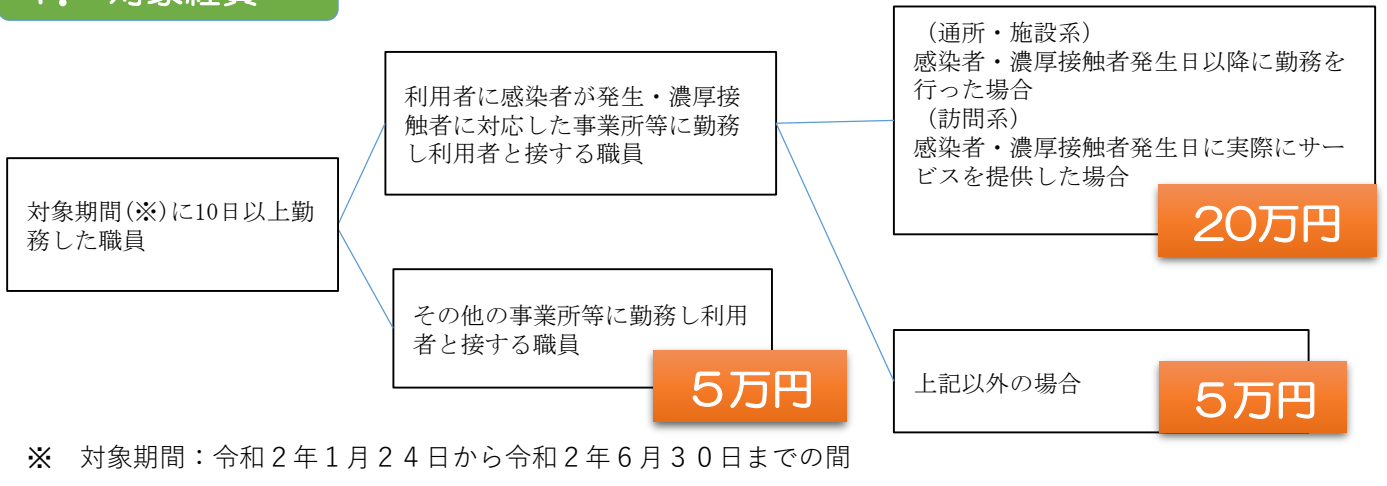 対象期間(※)に10日以上勤
務した職員
利用者に感染者が発生・濃厚接
触者に対応した事業所等に勤務
し利用者と接する職員
（通所・施設系）
感染者・濃厚接触者発生日以降に勤務を
行った場合
（訪問系）
感染者・濃厚接触者発生日に実際にサー
ビスを提供した場合
20万円
その他の事業所等に勤務し利用
者と接する職員
５万円
上記以外の場合
５万円
※　対象期間：令和２年１月２４日から令和２年６月３０日までの間